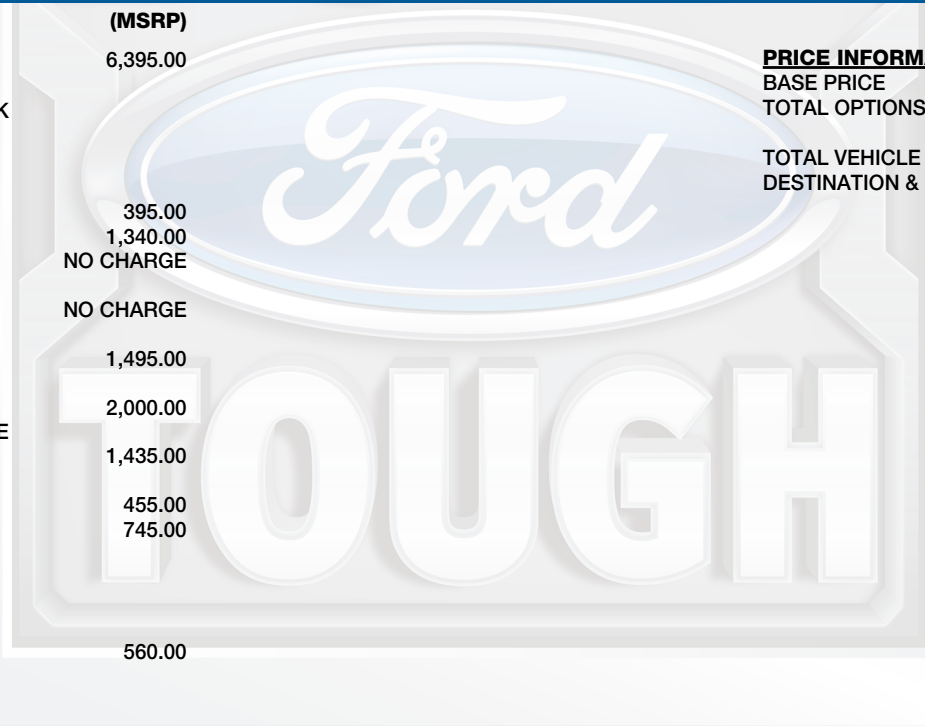 (MSRP)
6,395.00
K
395.00
1,340.00
NO CHARGE
NO CHARGE
1,495.00
2,000.00
E
1,435.00
455.00
745.00
560.00
PRICE INFORMA
BASE PRICE
TOTAL OPTIONS
TOTAL VEHICLE
DESTINATION &
Ford
TOUGH